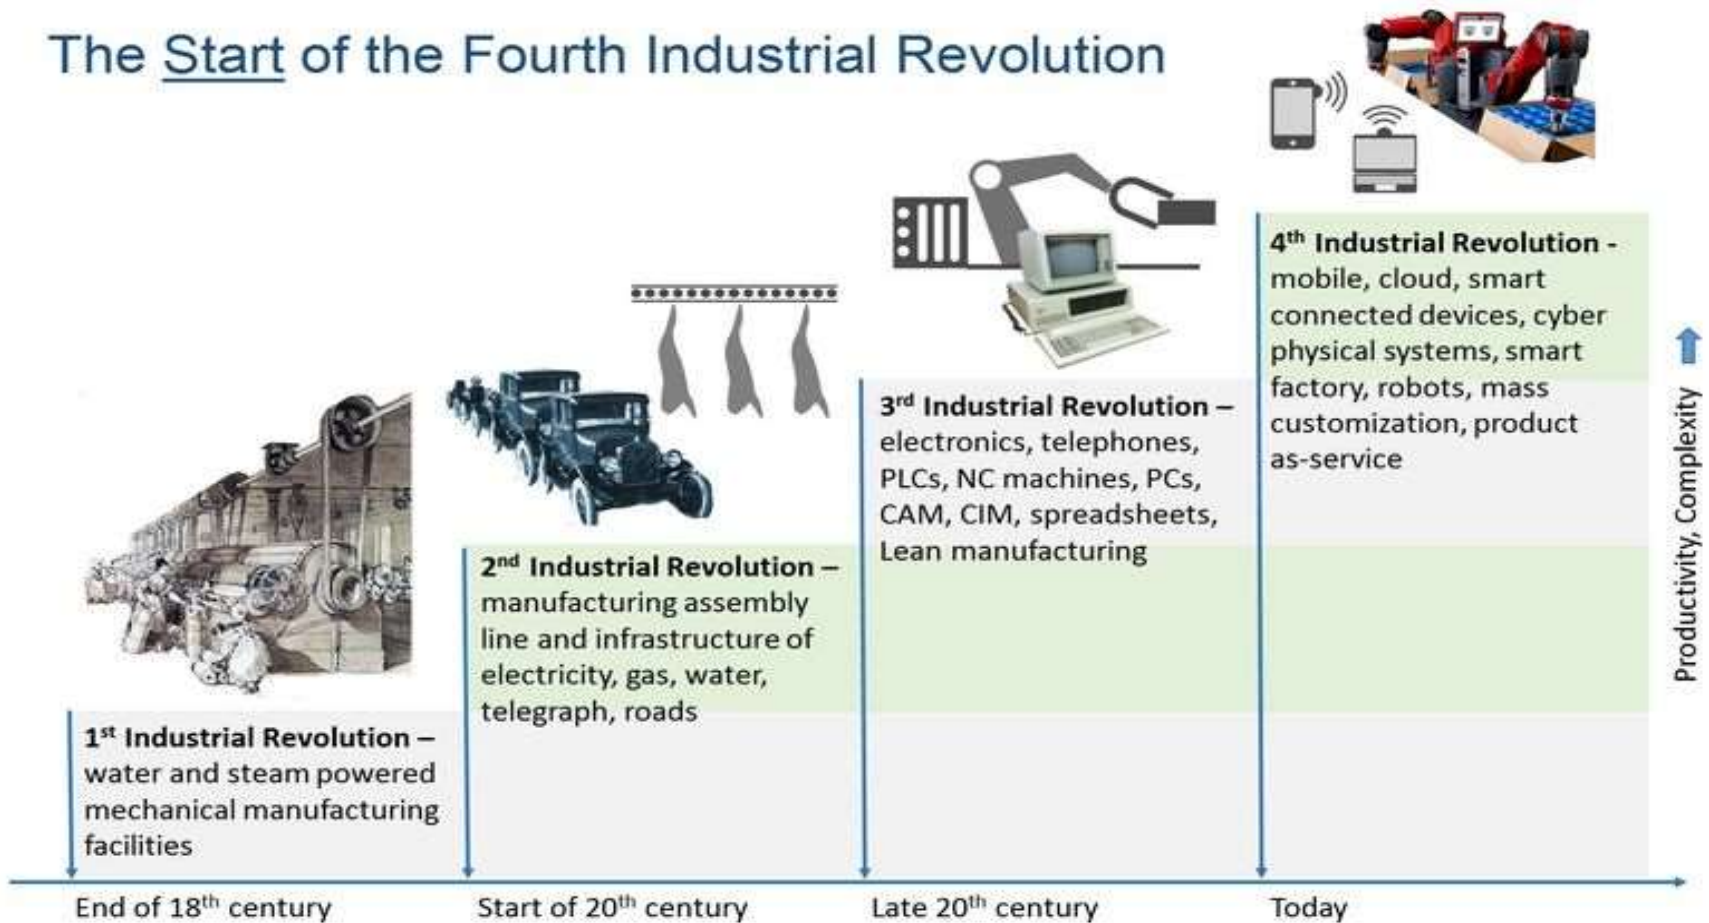 The Start of the Fourth Industrial Revolution
4th Industrial Revolution -
mobile, cloud, smart
connected devices, cyber
physical systems, smart
factory, robots, mass
customization, product
as-service
3rd Industrial Revolution –
electronics, telephones,
PLCs, NC machines, PCs,
CAM, CIM, spreadsheets,
Lean manufacturing
2nd Industrial Revolution –
manufacturing assembly
line and infrastructure of
electricity, gas, water,
telegraph, roads
1st Industrial Revolution –
water and steam powered
mechanical manufacturing
facilities
Productivity, Complexity
End of 18th century
Start of 20th century
Late 20th century
Today